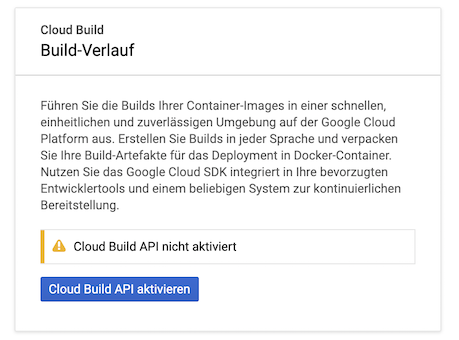 Cloud Build
Build-Verlauf
Führen Sie die Builds Ihrer Container-Images in einer schnellen,
einheitlichen und zuverlässigen Umgebung auf der Google Cloud
Platform aus. Erstellen Sie Builds in jeder Sprache und verpacken
Sie Ihre Build-Artefakte für das Deployment in Docker-Container.
Nutzen Sie das Google Cloud SDK integriert in Ihre bevorzugten
Entwicklertools und einem beliebigen System zur kontinuierlichen
Bereitstellung.
Cloud Build API nicht aktiviert
Cloud Build API aktivieren